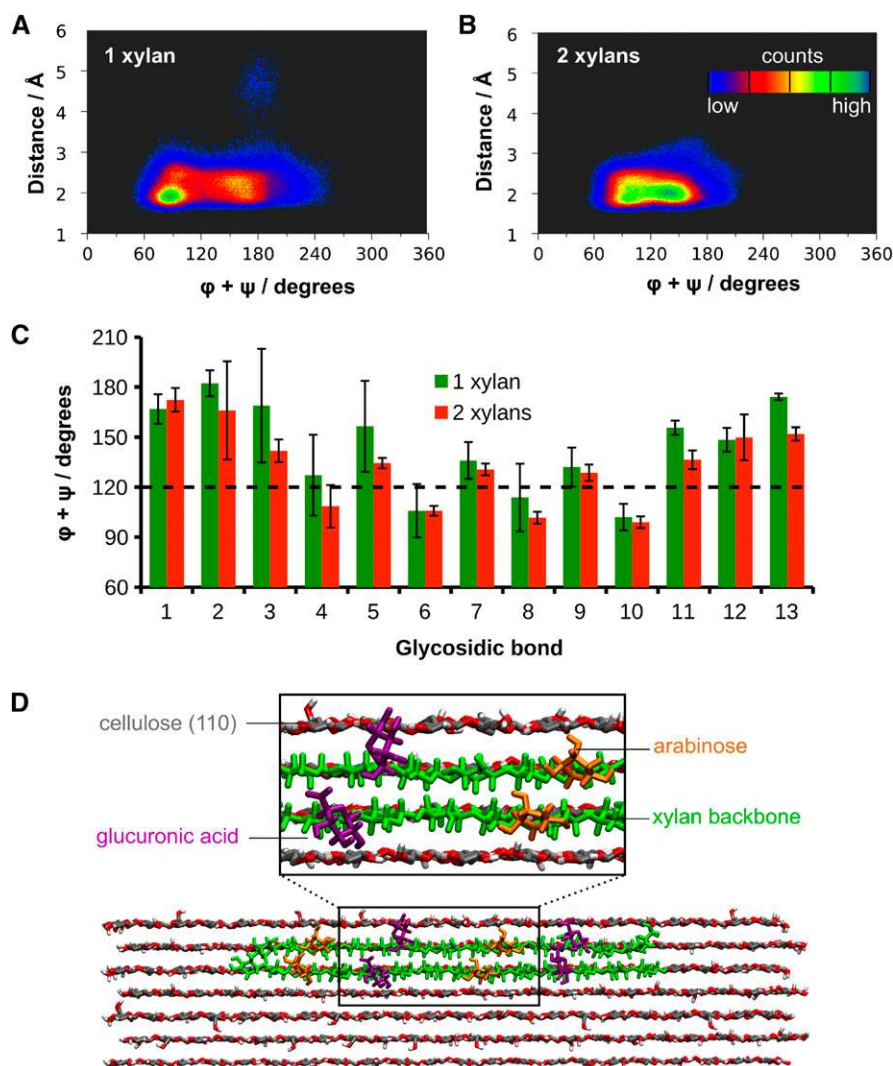 A
1 xylan
6
5
4
3
2
1
Distance / Å
0 60 120 180 240 300 360
φ + ψ / degrees
B
2 xylans
counts
low high
6
5
4
3
2
1
Distance / Å
0 60 120 180 240 300 360
φ + ψ / degrees
C
210
180
150
120
90
60
φ + ψ / degrees
1 xylan
2 xylans
1 2 3 4 5 6 7 8 9 10 11 12 13
Glycosidic bond
D
cellulose (110)
arabinose
glucuronic acid
xylan backbone